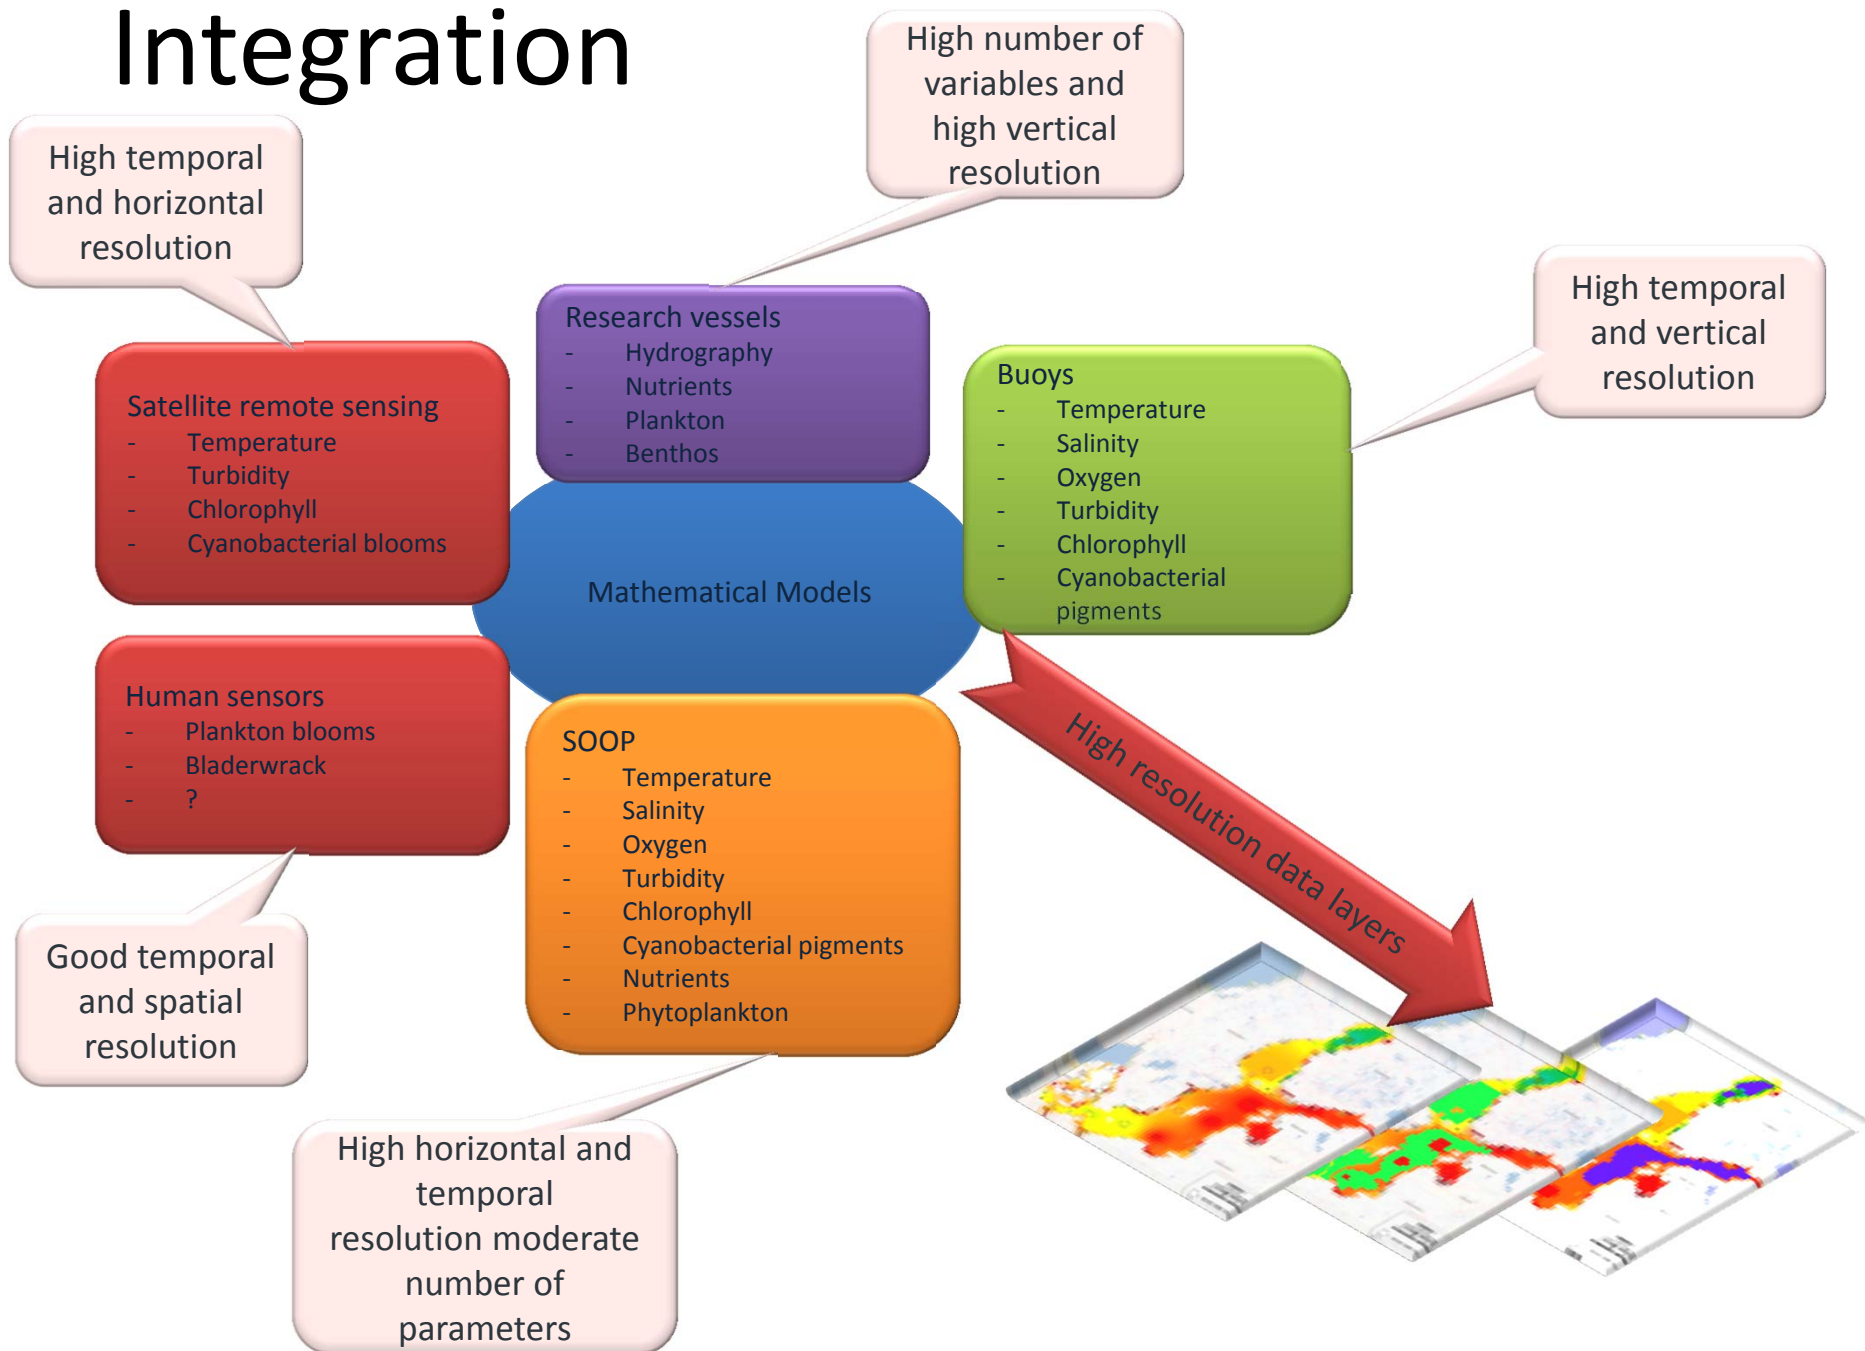 Integration
High number of
variables and
high vertical
resolution
High temporal
and horizontal
resolution
High temporal
and vertical
resolution
Research vessels
- Hydrography
- Nutrients
- Plankton
- Benthos
Satellite remote sensing
- Temperature
- Turbidity
- Chlorophyll
- Cyanobacterial blooms
Buoys
- Temperature
- Salinity
- Oxygen
- Turbidity
- Chlorophyll
- Cyanobacterial
pigments
Mathematical Models
Human sensors
- Plankton blooms
- Bladerwrack
- ?
SOOP
- Temperature
- Salinity
- Oxygen
- Turbidity
- Chlorophyll
- Cyanobacterial pigments
- Nutrients
- Phytoplankton
High resolution data layers
Good temporal
and spatial
resolution
High horizontal and
temporal
resolution moderate
number of
parameters